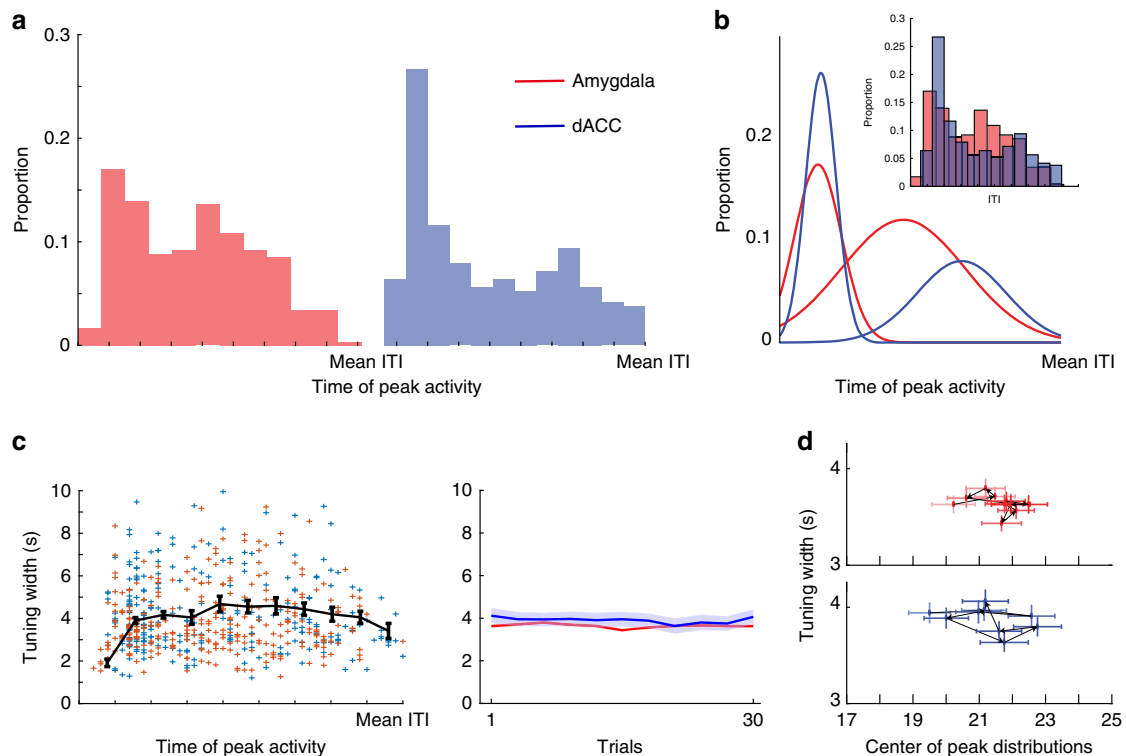 a
0.3
0.2
0.1
0
Proportion
Amygdala
dACC
Mean ITI
Mean ITI
Time of peak activity
b
0.2
0.1
0
Proportion
Mean ITI
Time of peak activity
0.3
0.25
0.2
0.15
0.1
0.05
0
Proportion
ITI
c
10
8
6
4
2
0
Tuning width (s)
Mean ITI
Time of peak activity
10
8
6
4
2
0
1
30
Trials
d
4
3
4
3
Tuning width (s)
17
19
21
23
25
Center of peak distributions